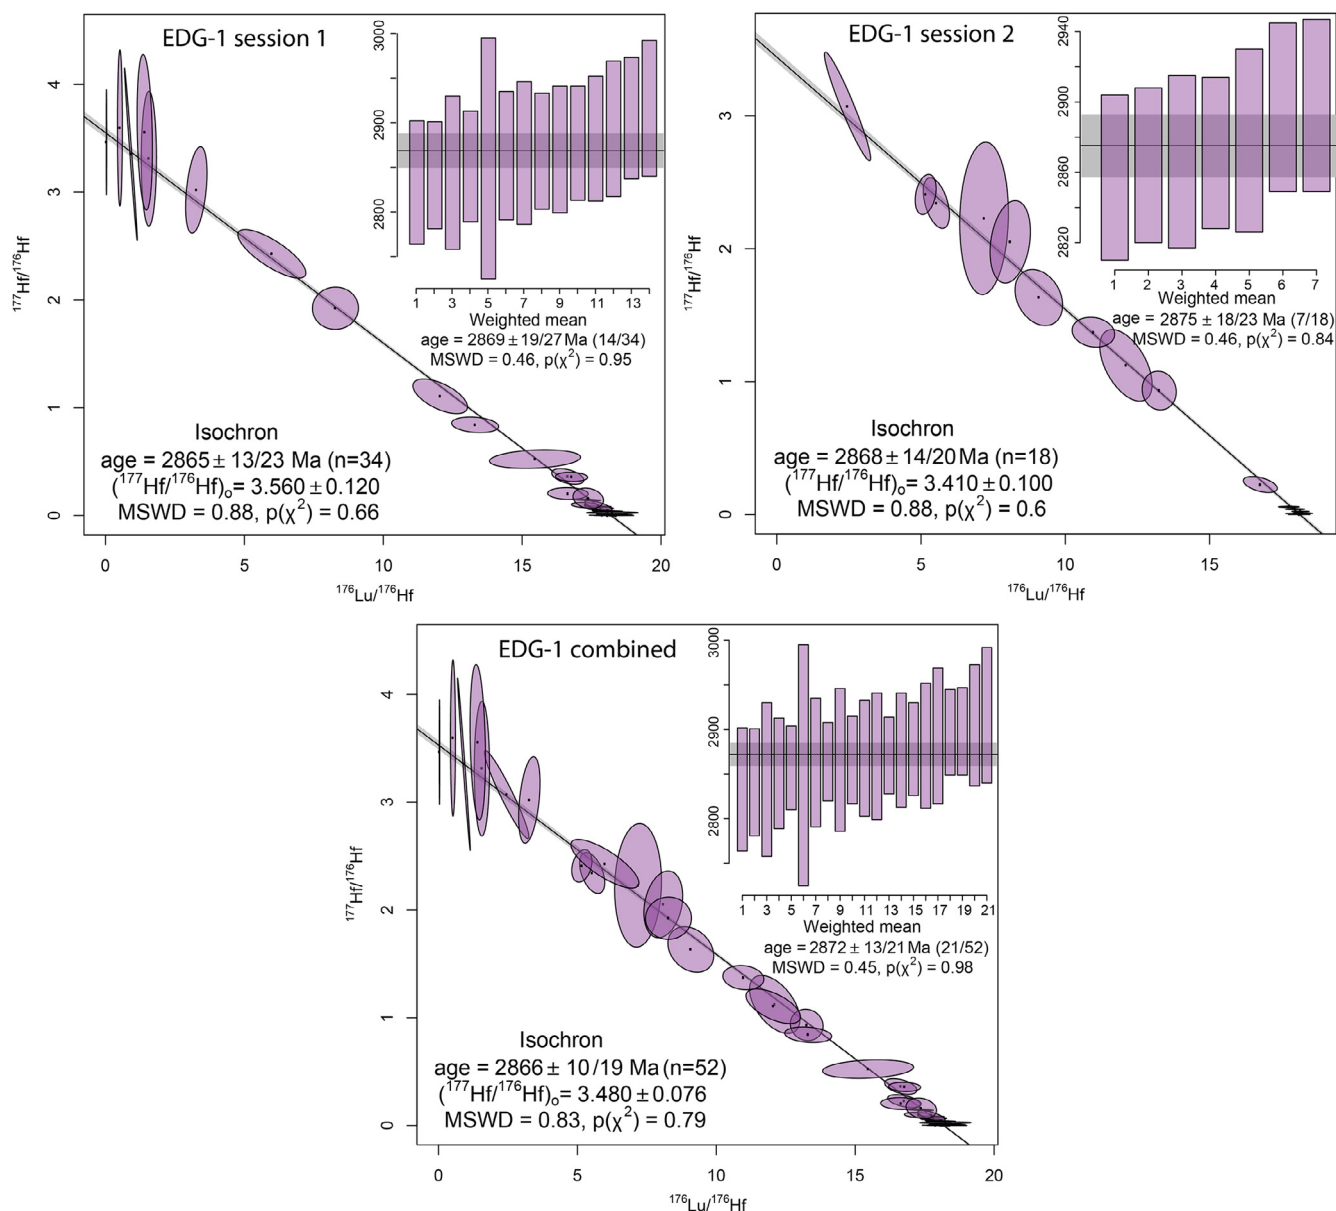 EDG-1 session 1
3000
2900
2800
1 3 5 7 9 11 13
Weighted mean
age = 2869 ± 19/27 Ma (14/34)
MSWD = 0.46, p(χ²) = 0.95
4
3
2
1
0
¹⁷⁷Hf/¹⁷⁶Hf
Isochron
age = 2865 ± 13/23 Ma (n=34)
(¹⁷⁷Hf/¹⁷⁶Hf)ₒ= 3.560 ± 0.120
MSWD = 0.88, p(χ²) = 0.66
0 5 10 15 20
¹⁷⁶Lu/¹⁷⁶Hf
EDG-1 session 2
2940
2900
2860
2820
1 2 3 4 5 6 7
Weighted mean
age = 2875 ± 18/23 Ma (7/18)
MSWD = 0.46, p(χ²) = 0.84
3
2
1
0
¹⁷⁷Hf/¹⁷⁶Hf
Isochron
age = 2868 ± 14/20 Ma (n=18)
(¹⁷⁷Hf/¹⁷⁶Hf)ₒ= 3.410 ± 0.100
MSWD = 0.88, p(χ²) = 0.6
0 5 10 15
¹⁷⁶Lu/¹⁷⁶Hf
EDG-1 combined
3000
2900
2800
1 3 5 7 9 11 13 15 17 19 21
Weighted mean
age = 2872 ± 13/21 Ma (21/52)
MSWD = 0.45, p(χ²) = 0.98
4
3
2
1
0
¹⁷⁷Hf/¹⁷⁶Hf
Isochron
age = 2866 ± 10/19 Ma (n=52)
(¹⁷⁷Hf/¹⁷⁶Hf)ₒ= 3.480 ± 0.076
MSWD = 0.83, p(χ²) = 0.79
0 5 10 15 20
¹⁷⁶Lu/¹⁷⁶Hf